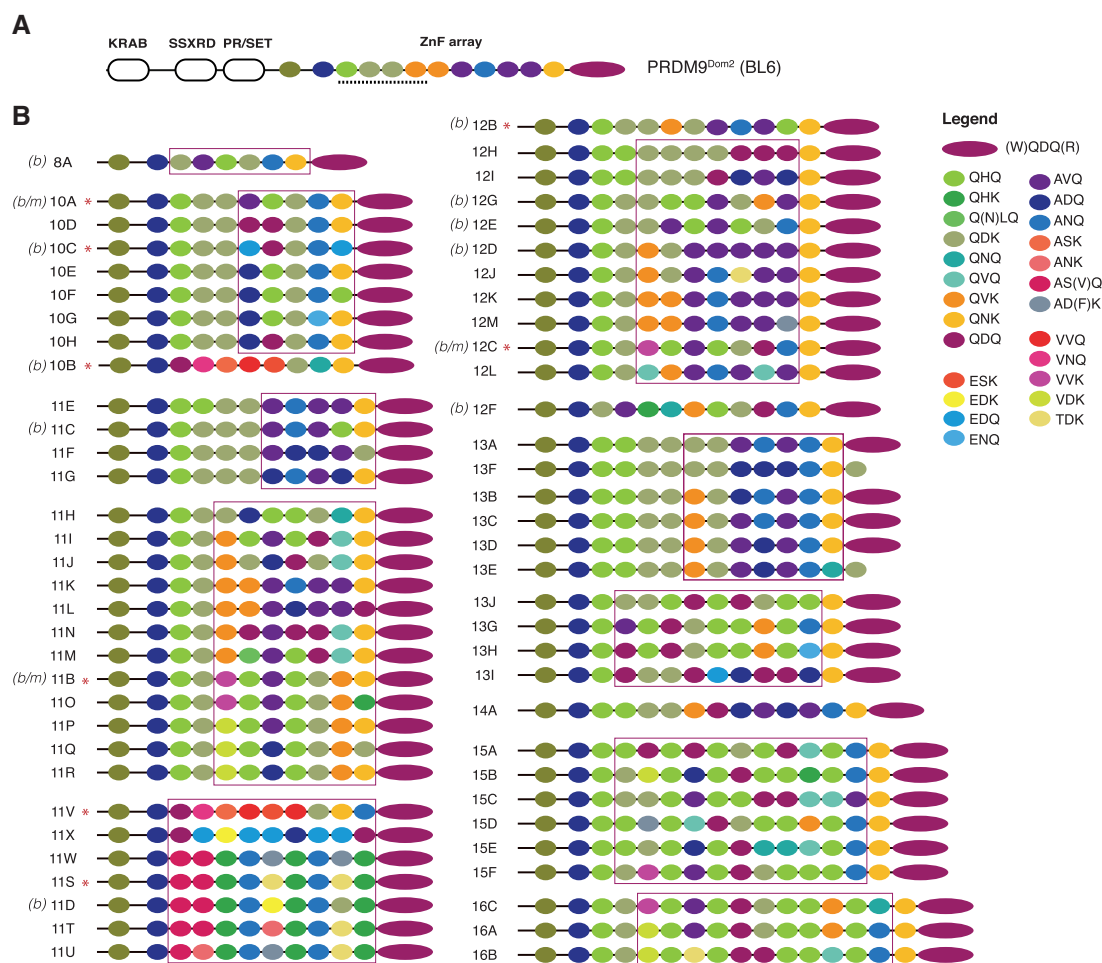 A
KRAB SSXRD PR/SET ZnF array
PRDM9Dom2 (BL6)
B
(b) 8A
(b/m) 10A *
10D
(b) 10C *
10E
10F
10G
10H
(b) 10B *
11E
(b) 11C
11F
11G
11H
11I
11J
11K
11L
11N
11M
(b/m) 11B *
11O
11P
11Q
11R
11V *
11X
11W
11S *
(b) 11D
11T
11U
(b) 12B *
12H
12I
(b) 12G
(b) 12E
(b) 12D
12J
12K
12M
(b/m) 12C *
12L
(b) 12F
13A
13F
13B
13C
13D
13E
13J
13G
13H
13I
14A
15A
15B
15C
15D
15E
15F
16C
16A
16B
Legend
(W)QDQ(R)
QHQ
QHK
Q(N)LQ
QDK
QNQ
QVQ
QVK
QNK
QDQ
ESK
EDK
EDQ
ENQ
AVQ
ADQ
ANQ
ASK
ANK
AS(V)Q
AD(F)K
VVQ
VNQ
VVK
VDK
TDK